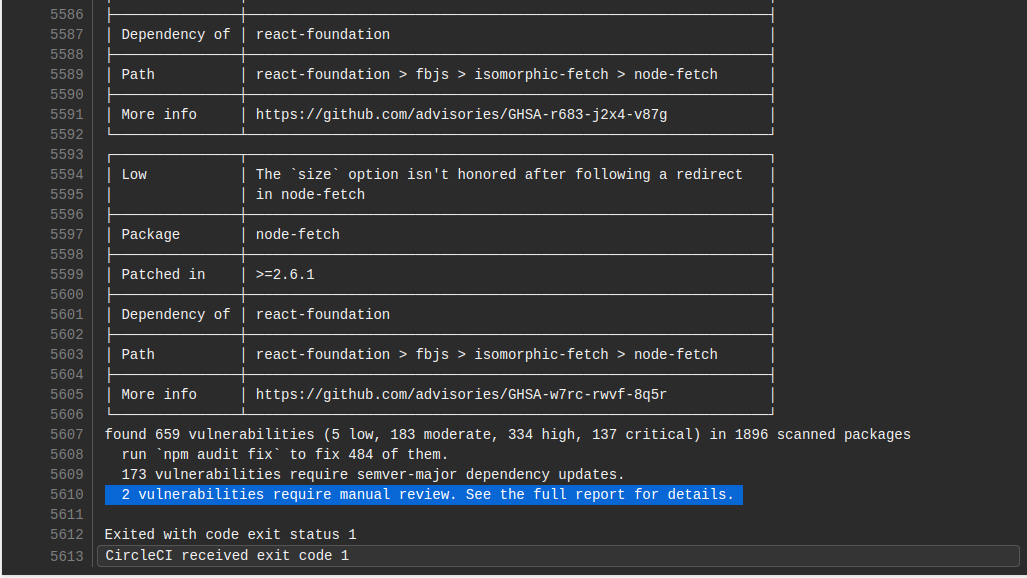 5586
5587 | Dependency of | react-foundation |
5588
5589 | Path | react-foundation > fbjs > isomorphic-fetch > node-fetch |
5590
5591 | More info | https://github.com/advisories/GHSA-r683-j2x4-v87g |
5592
5593
5594 | Low | The `size` option isn't honored after following a redirect |
5595 | | in node-fetch |
5596
5597 | Package | node-fetch |
5598
5599 | Patched in | >=2.6.1 |
5600
5601 | Dependency of | react-foundation |
5602
5603 | Path | react-foundation > fbjs > isomorphic-fetch > node-fetch |
5604
5605 | More info | https://github.com/advisories/GHSA-w7rc-rwvf-8q5r |
5606
5607 found 659 vulnerabilities (5 low, 183 moderate, 334 high, 137 critical) in 1896 scanned packages
5608 run `npm audit fix` to fix 484 of them.
5609 173 vulnerabilities require semver-major dependency updates.
5610 2 vulnerabilities require manual review. See the full report for details.
5611
5612 Exited with code exit status 1
5613 CircleCI received exit code 1